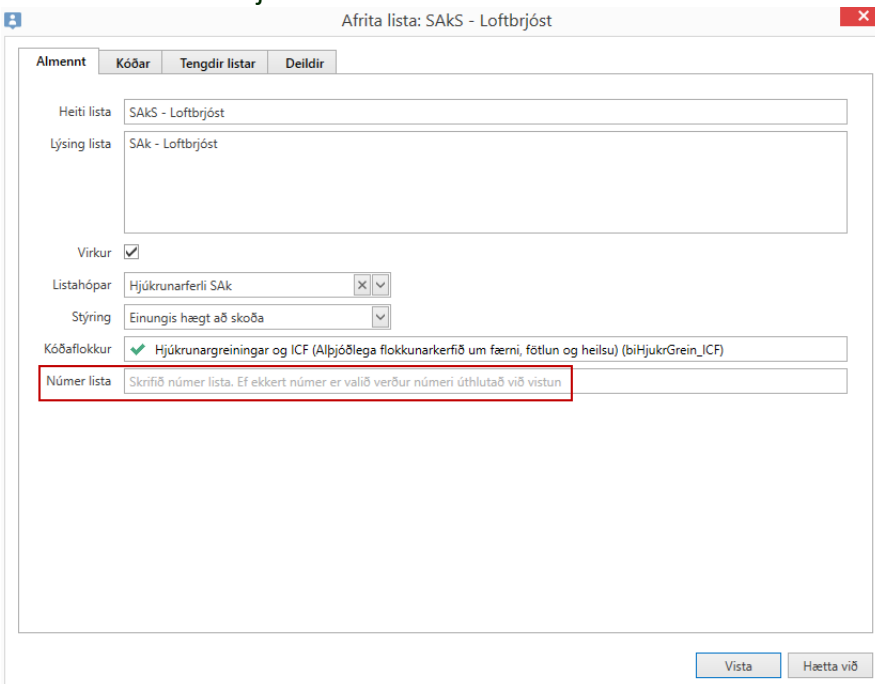 Afrita lista: SAkS - Loftbrjóst
Almennt Kóðar Tengdir listar Deildir
Heiti lista SAkS - Loftbrjóst
Lýsing lista SAk - Loftbrjóst
Virkur
Listahópar Hjúkrunarferli SAk
Stýring Einungis hægt að skoða
Kóðaflokkur Hjúkrunargreiningar og ICF (Alþjóðlega flokkunarkerfið um færni, fötlun og heilsu) (biHjukrGrein_ICF)
Númer lista Skrifið númer lista. Ef ekkert númer er valið verður númeri úthlutað við vistun
Vista Hætta við